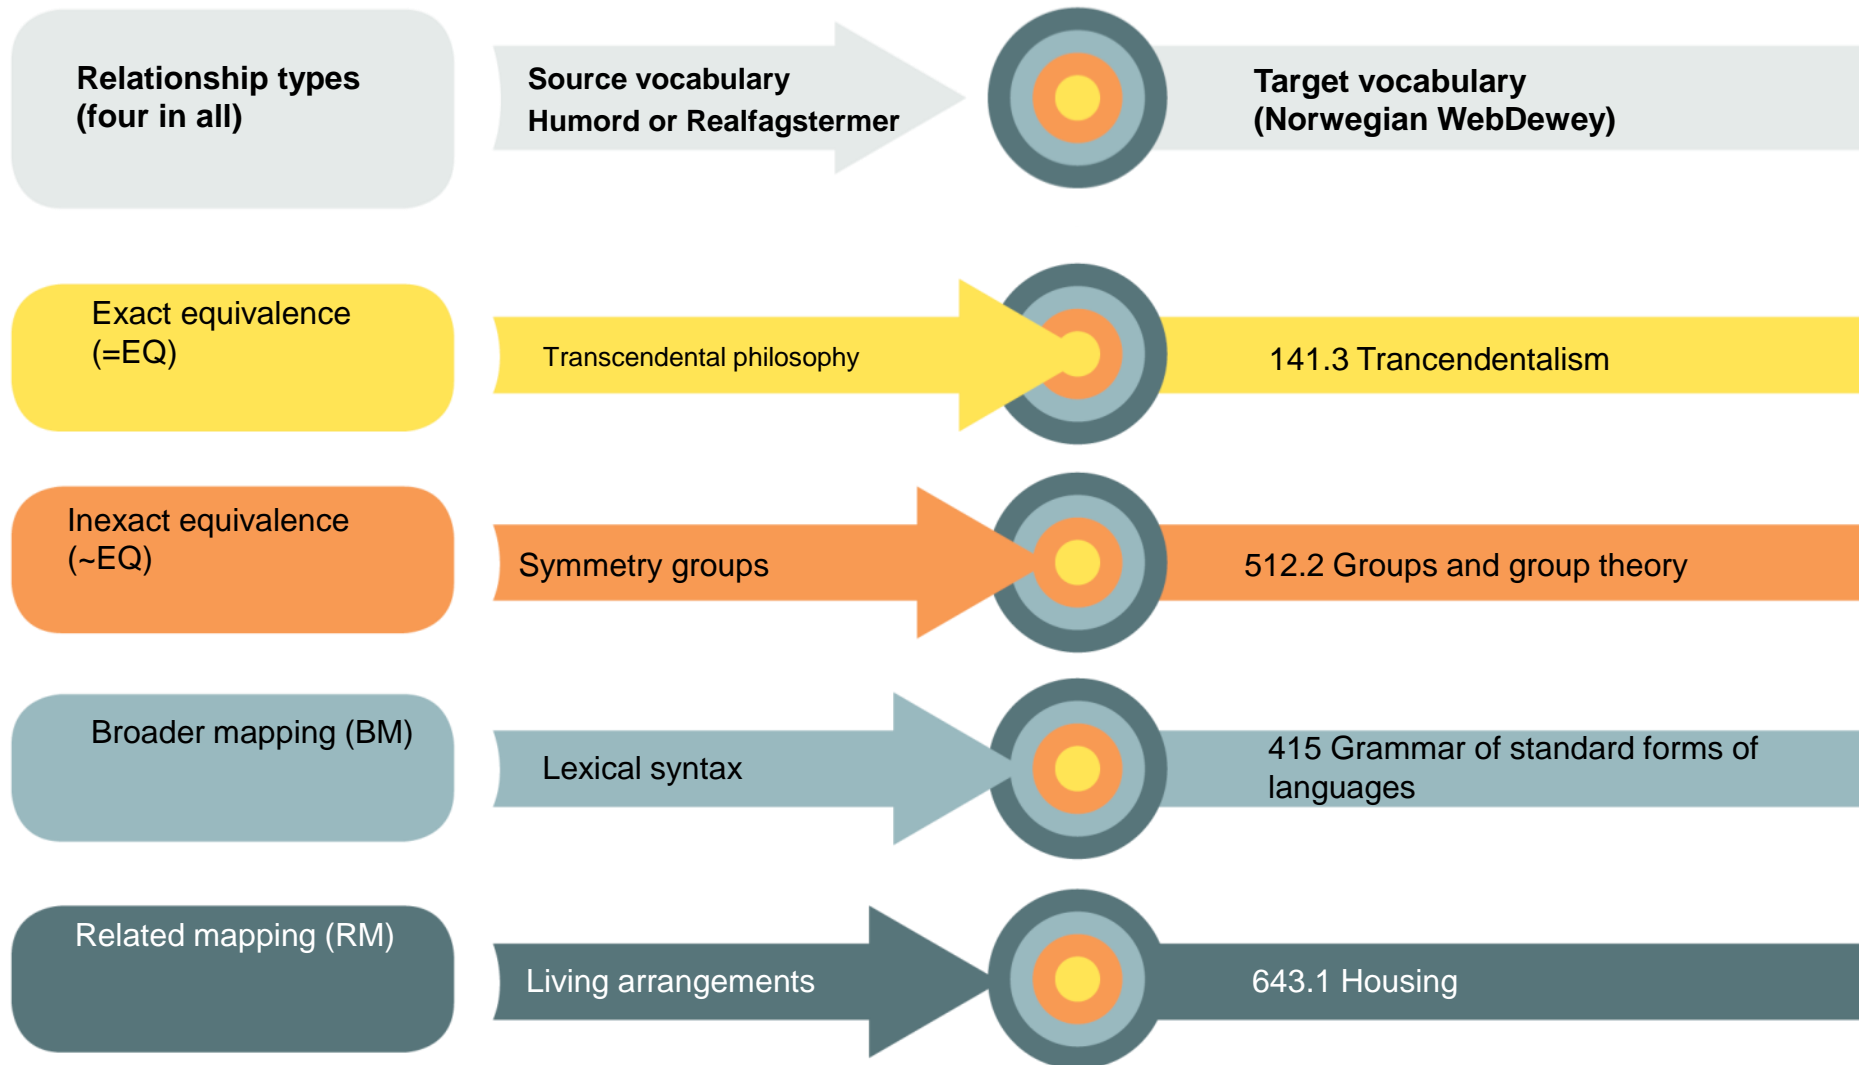 Relationship types
(four in all)
Source vocabulary
Humord or Realfagstermer
Target vocabulary
(Norwegian WebDewey)
Exact equivalence
(=EQ)
Transcendental philosophy
141.3 Trancendentalism
Inexact equivalence
(~EQ)
Symmetry groups
512.2 Groups and group theory
Broader mapping (BM)
Lexical syntax
415 Grammar of standard forms of
languages
Related mapping (RM)
Living arrangements
643.1 Housing